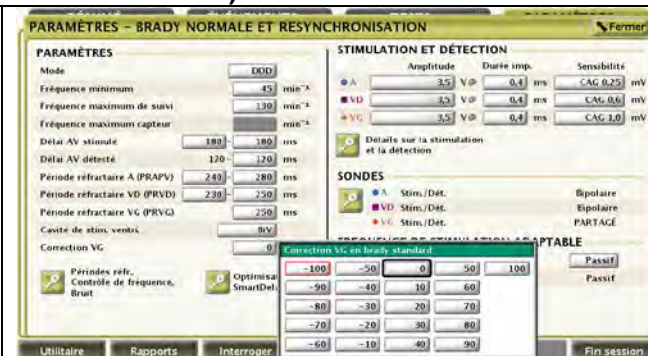 PARAMÈTRES – BRADY NORMALE ET RESYNCHRONISATION
Fermer
PARAMÈTRES
Mode DDD
Fréquence minimum 45 min⁻¹
Fréquence maximum de suivi 130 min⁻¹
Fréquence maximum capteur min⁻¹
Délai AV stimulé 180 - 180 ms
Délai AV détecté 120 - 120 ms
Période réfractaire A (PRAPV) 240 - 280 ms
Période réfractaire VD (PRVD) 230 - 250 ms
Période réfractaire VG (PRVG) 250 ms
Cavité de stim. ventri. BiV
Correction VG 0
Périodes réfr.,
Contrôle de fréquence,
Bruit
Optimisa
SmartDel
STIMULATION ET DÉTECTION
Amplitude Durée imp. Sensibilité
A 3,5 V@ 0,4 ms CAG 0,25 mV
VD 3,5 V@ 0,4 ms CAG 0,6 mV
VG 3,5 V@ 0,4 ms CAG 1,0 mV
Détails sur la stimulation
et la détection
SONDES
A Stim./Dét. Bipolaire
VD Stim./Dét. Bipolaire
VG Stim./Dét. PARTAGÉ
FRÉQUENCE DE STIMULATION ADAPTABLE
Passif
Passif
Correction VG en brady standard
-100 -50 0 50 100
-90 -40 10 60
-80 -30 20 70
-70 -20 30 80
-60 -10 40 90
Utilitaire Rapports Interroger Fin session